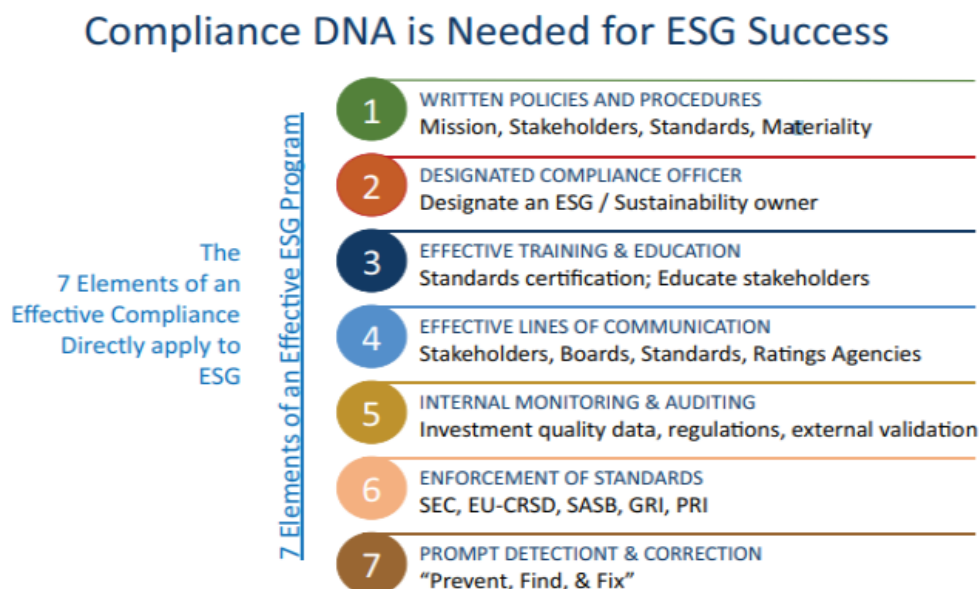 Compliance DNA is Needed for ESG Success
The
7 Elements of an
Effective Compliance
Directly apply to
ESG
7 Elements of an Effective ESG Program
1
WRITTEN POLICIES AND PROCEDURES
Mission, Stakeholders, Standards, Materiality
2
DESIGNATED COMPLIANCE OFFICER
Designate an ESG / Sustainability owner
3
EFFECTIVE TRAINING & EDUCATION
Standards certification; Educate stakeholders
4
EFFECTIVE LINES OF COMMUNICATION
Stakeholders, Boards, Standards, Ratings Agencies
5
INTERNAL MONITORING & AUDITING
Investment quality data, regulations, external validation
6
ENFORCEMENT OF STANDARDS
SEC, EU-CRSD, SASB, GRI, PRI
7
PROMPT DETECTIONT & CORRECTION
“Prevent, Find, & Fix”